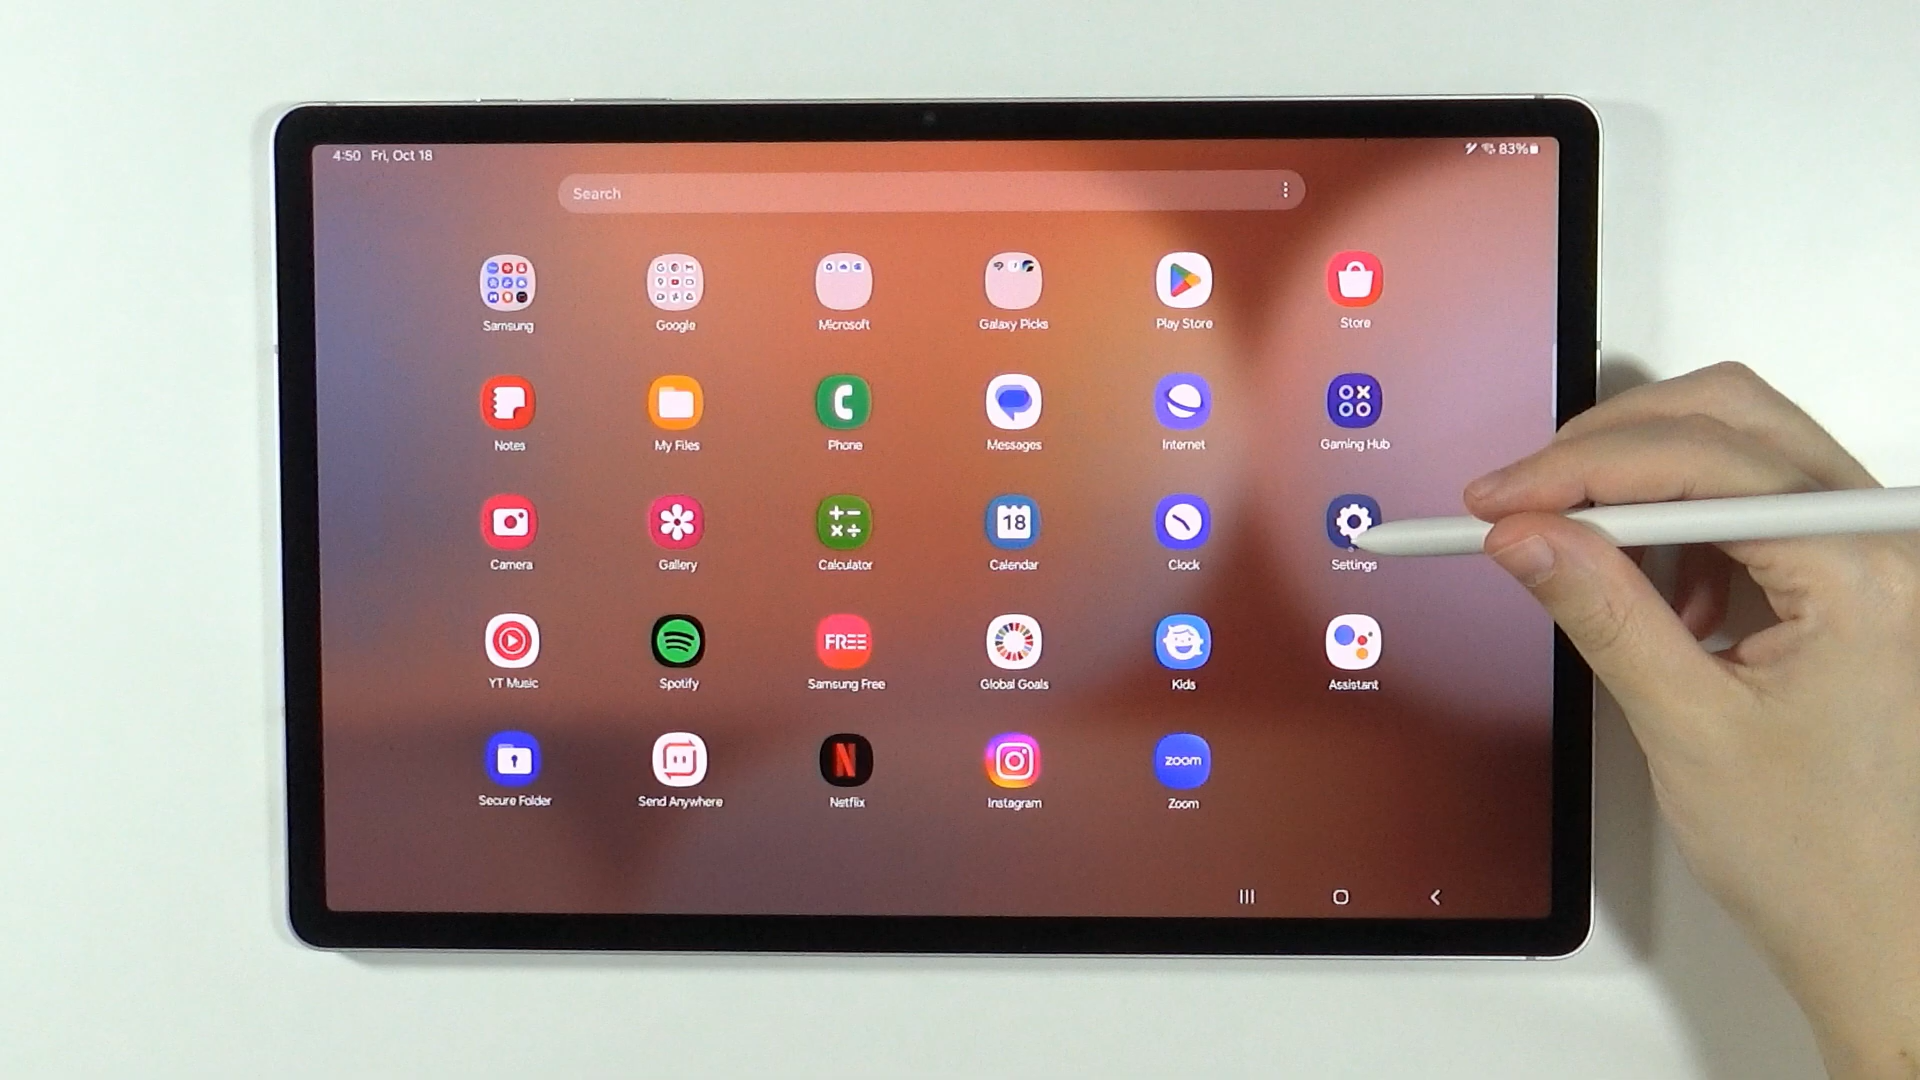 4:50 Fri, Oct 18
83%
Search
Samsung Google Microsoft Galaxy Picks Play Store Store
Notes My Files Phone Messages Internet Gaming Hub
18
Camera Gallery Calculator Calendar Clock Settings
FREE
YT Music Spotify Samsung Free Global Goals Kids Assistant
N zoom
Secure Folder Send Anywhere Netflix Instagram Zoom